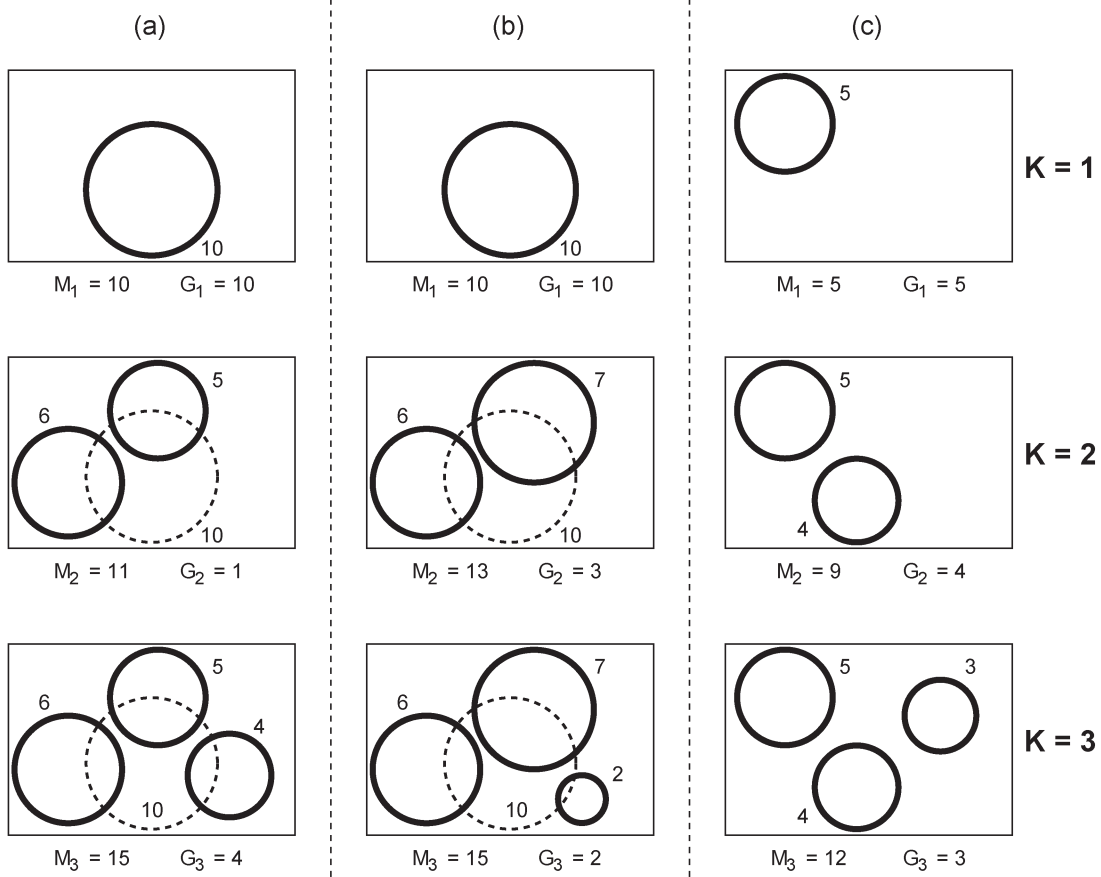 (a) (b) (c)
10 10 5 K = 1
M1 = 10 G1 = 10 M1 = 10 G1 = 10 M1 = 5 G1 = 5
6 5 10 6 7 10 5 4 K = 2
M2 = 11 G2 = 1 M2 = 13 G2 = 3 M2 = 9 G2 = 4
6 5 4 10 6 7 2 10 5 3 4 K = 3
M3 = 15 G3 = 4 M3 = 15 G3 = 2 M3 = 12 G3 = 3